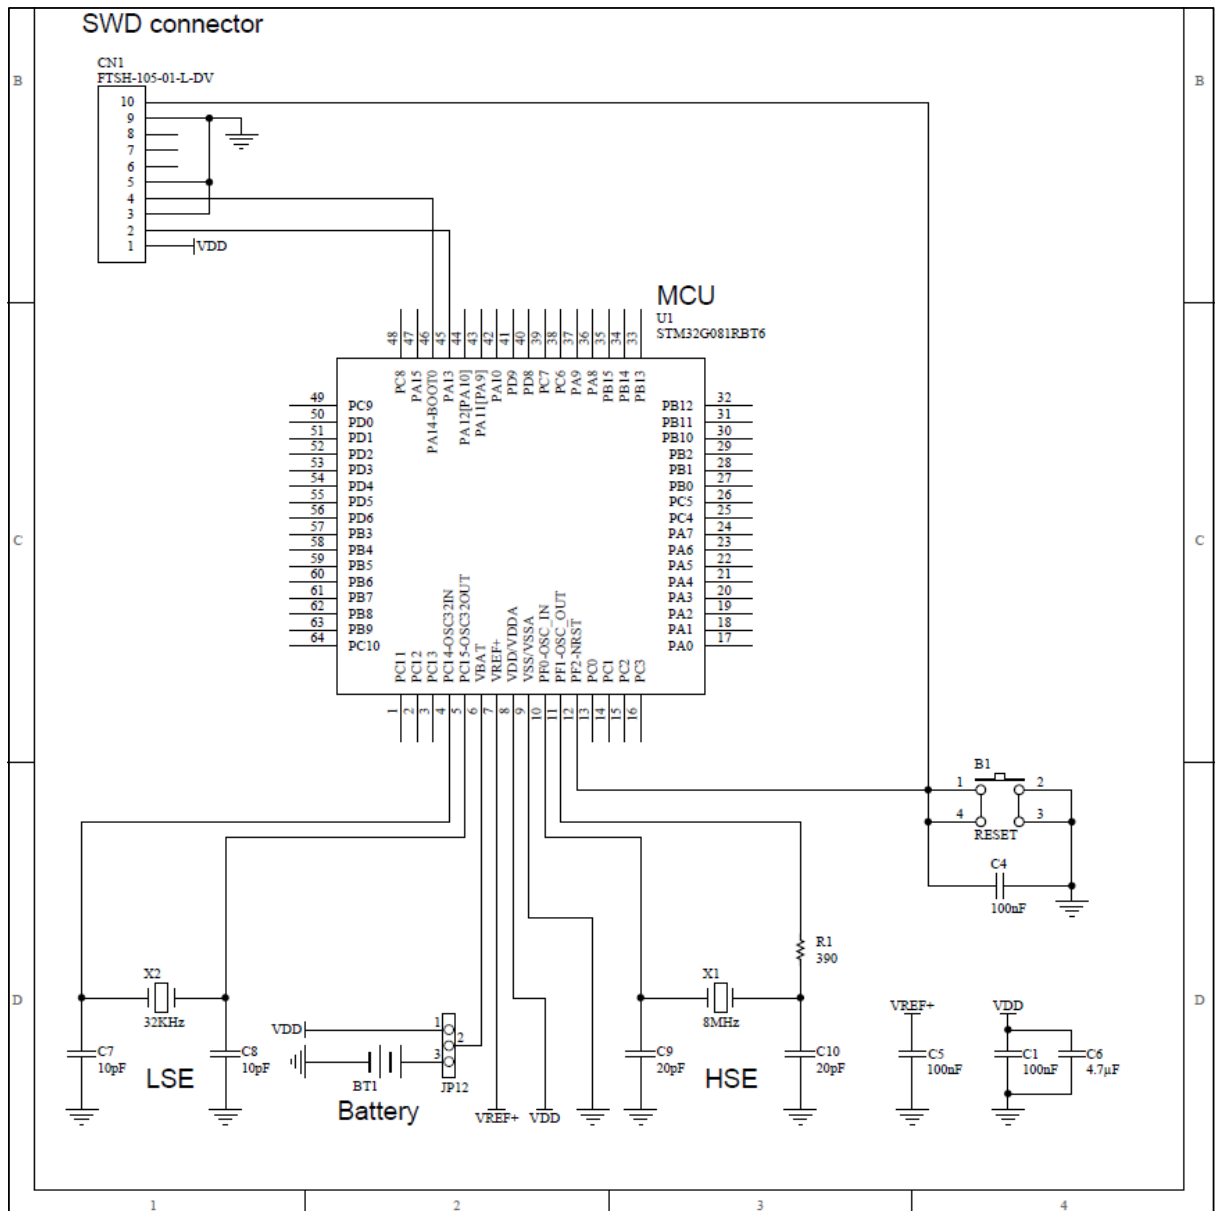 SWD connector
CN1
FTSH-105-01-L-DV
B
B
10
9
8
7
6
5
4
3
2
1
VDD
MCU
U1
STM32G081RBT6
48
47
46
45
44
43
42
41
40
39
38
37
36
35
34
33
PC8
PA15
PA14-BOOT0
PA13
PA12[PA10]
PA11[PA9]
PA10
PD9
PD8
PC7
PC6
PA9
PA8
PB15
PB14
PB13
49 PC9
50 PD0
51 PD1
52 PD2
53 PD3
54 PD4
55 PD5
56 PD6
57 PB3
58 PB4
59 PB5
60 PB6
61 PB7
62 PB8
63 PB9
64 PC10
PB12 32
PB11 31
PB10 30
PB2 29
PB1 28
PB0 27
PC5 26
PC4 25
PA7 24
PA6 23
PA5 22
PA4 21
PA3 20
PA2 19
PA1 18
PA0 17
C
C
PC11
PC12
PC13
PC14-OSC32IN
PC15-OSC32OUT
VBAT
VREF+
VDD/VDDA
VSS/VSSA
PF0-OSC_IN
PF1-OSC_OUT
PF2-NRST
PC0
PC1
PC2
PC3
1
2
3
4
5
6
7
8
9
10
11
12
13
14
15
16
B1
1
2
4
3
RESET
C4
100nF
R1
390
D
D
X2
32KHz
C7
10pF
C8
10pF
LSE
VDD
1
2
3
BT1
JP12
Battery
VREF+
VDD
X1
8MHz
C9
20pF
C10
20pF
HSE
VREF+
C5
100nF
VDD
C1
100nF
C6
4.7µF
1
2
3
4